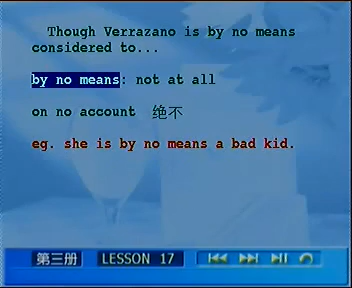 Though Verrazano is by no means
considered to...
by no means: not at all
on no account 绝不
eg. she is by no means a bad kid.
第三册 LESSON 17